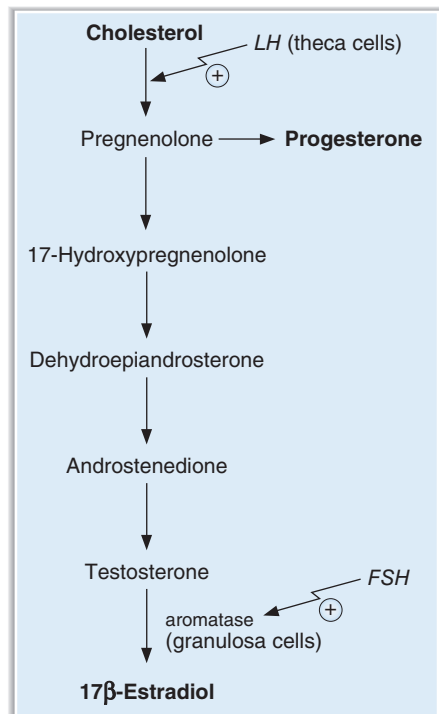 Cholesterol
LH (theca cells)
+
Pregnenolone
Progesterone
17-Hydroxypregnenolone
Dehydroepiandrosterone
Androstenedione
Testosterone
FSH
+
aromatase
(granulosa cells)
17β-Estradiol